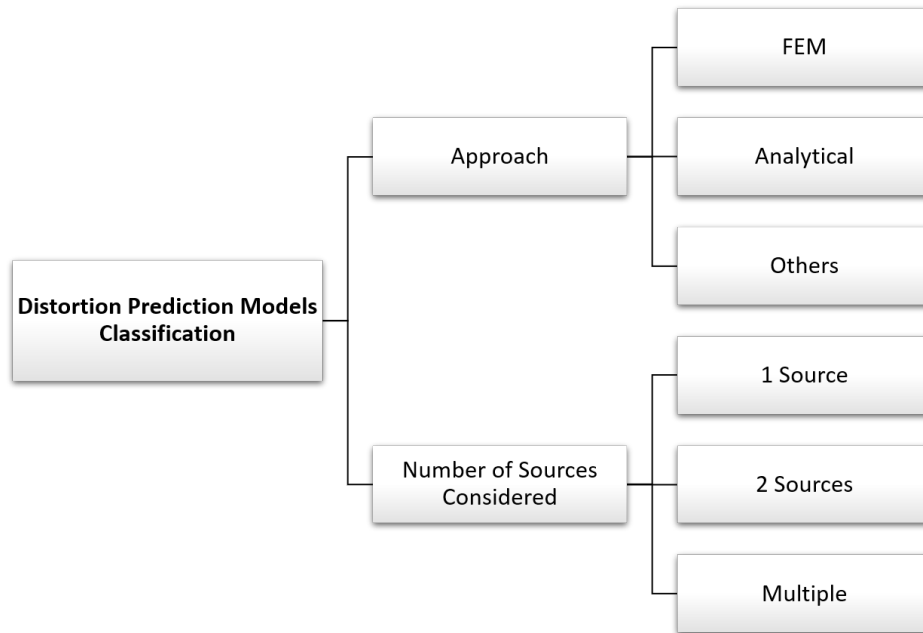 Distortion Prediction Models
Classification
Approach
FEM
Analytical
Others
Number of Sources
Considered
1 Source
2 Sources
Multiple